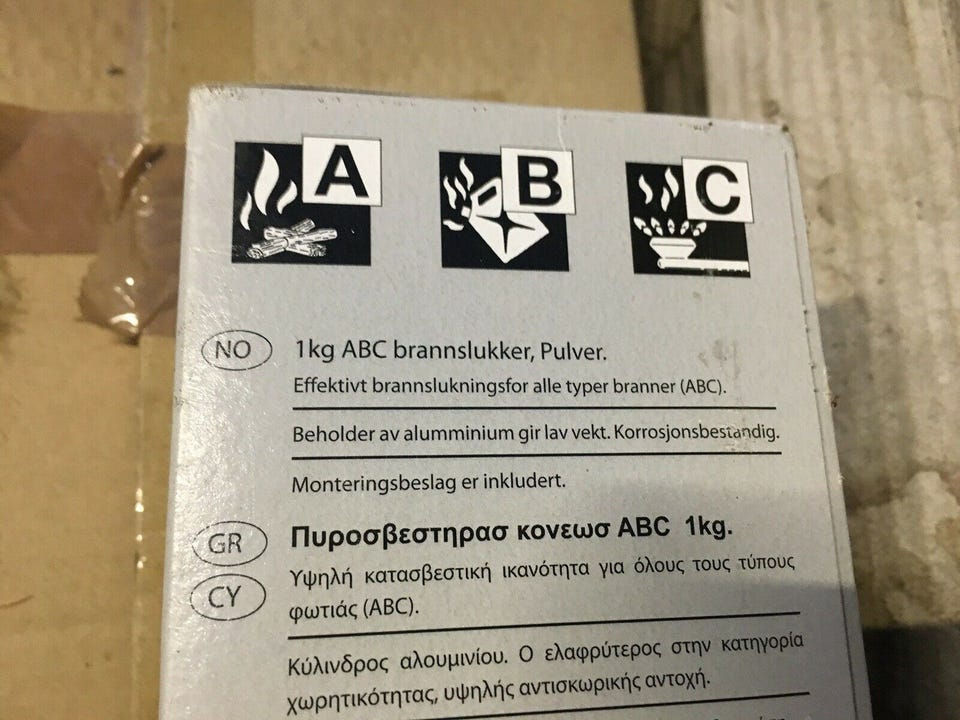 A B C
NO 1kg ABC brannslukker, Pulver.
Effektivt brannslukningsfor alle typer branner (ABC).
Beholder av alumminium gir lav vekt. Korrosjonsbestandig.
Monteringsbeslag er inkludert.
GR Πυροσβεστηρασ κονεωσ ABC 1kg.
CY Υψηλή κατασβεστική ικανότητα για όλους τους τύπους
φωτιάς (ABC).
Κύλινδρος αλουμινίου. Ο ελαφρύτερος στην κατηγορία
χωρητικότητας, υψηλής αντισκωρικής αντοχή.